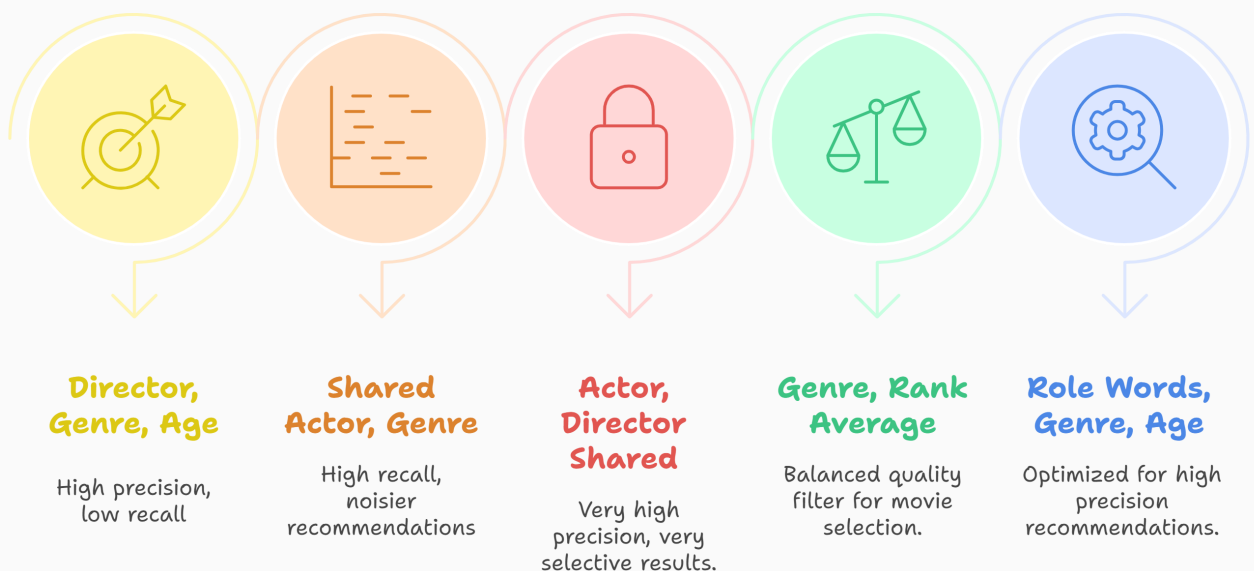 Director,
Genre, Age
High precision,
low recall
Shared
Actor, Genre
High recall,
noisier
recommendations
Actor,
Director
Shared
Very high
precision, very
selective results.
Genre, Rank
Average
Balanced quality
filter for movie
selection.
Role Words,
Genre, Age
Optimized for high
precision
recommendations.